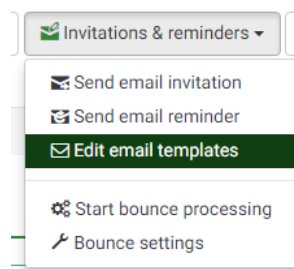 Invitations & reminders
Send email invitation
Send email reminder
Edit email templates
Start bounce processing
Bounce settings